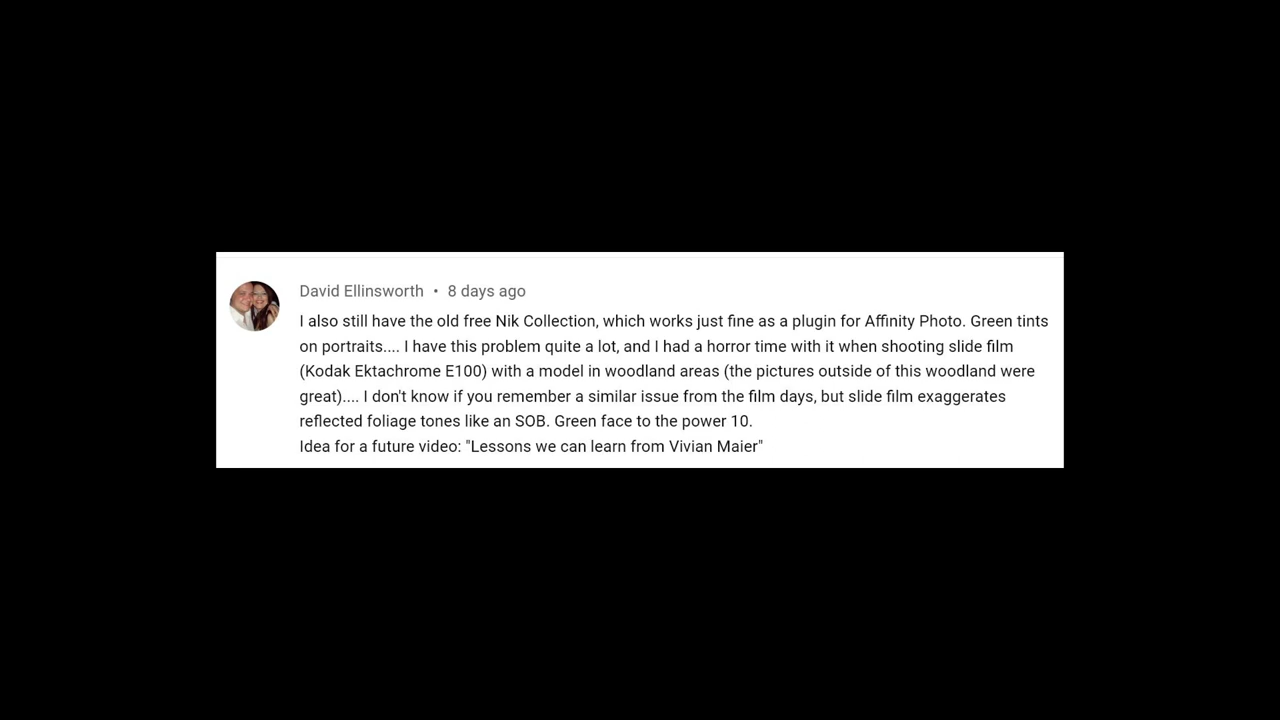 David Ellinsworth • 8 days ago
I also still have the old free Nik Collection, which works just fine as a plugin for Affinity Photo. Green tints
on portraits.... I have this problem quite a lot, and I had a horror time with it when shooting slide film
(Kodak Ektachrome E100) with a model in woodland areas (the pictures outside of this woodland were
great).... I don't know if you remember a similar issue from the film days, but slide film exaggerates
reflected foliage tones like an SOB. Green face to the power 10.
Idea for a future video: "Lessons we can learn from Vivian Maier"